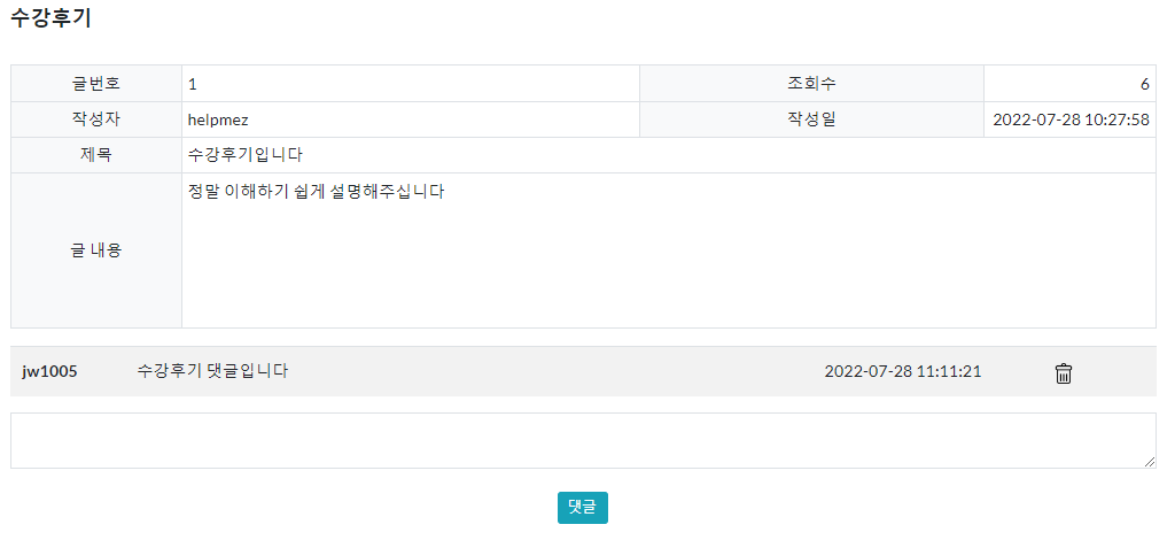 수강후기
글번호 1 조회수 6
작성자 helpmez 작성일 2022-07-28 10:27:58
제목 수강후기입니다
정말 이해하기 쉽게 설명해주십니다
글 내용
jw1005 수강후기 댓글입니다 2022-07-28 11:11:21
댓글